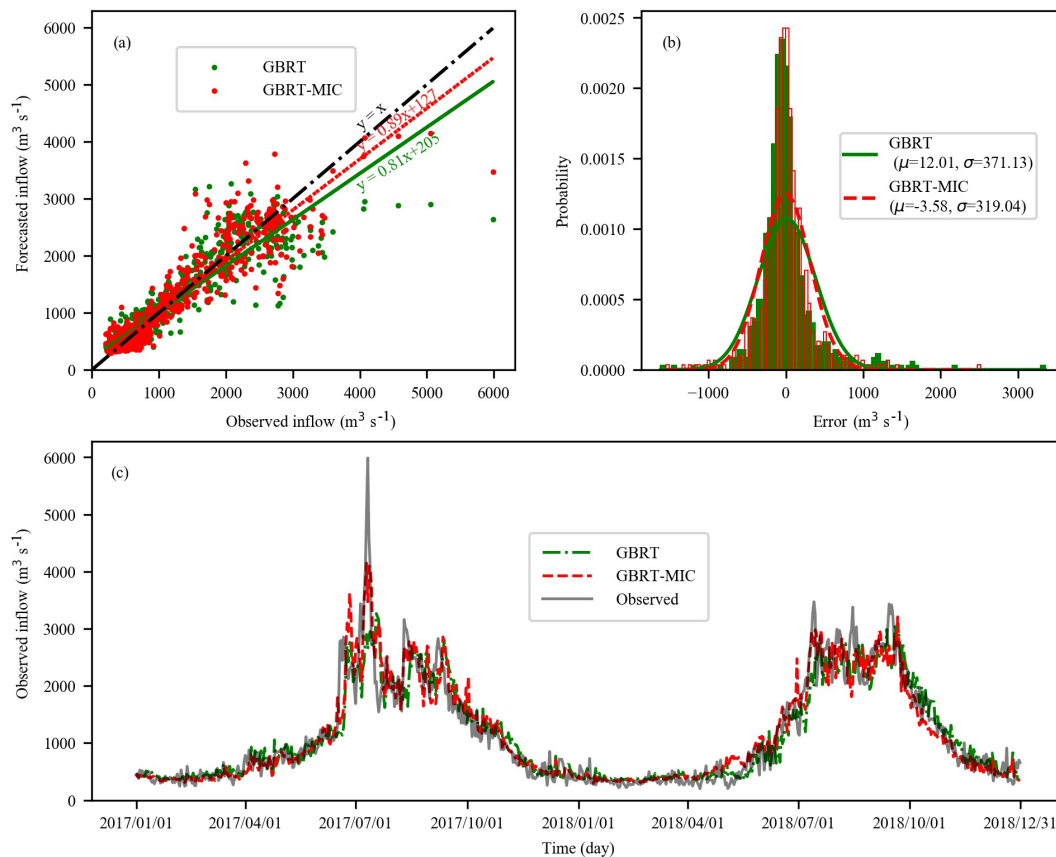 (a)
GBRT
GBRT-MIC
y = x
y = 0.89x+127
y = 0.81x+205
Forecasted inflow (m³ s⁻¹)
6000
5000
4000
3000
2000
1000
0
0 1000 2000 3000 4000 5000 6000
Observed inflow (m³ s⁻¹)
(b)
GBRT
(μ=12.01, σ=371.13)
GBRT-MIC
(μ=-3.58, σ=319.04)
Probability
0.0025
0.0020
0.0015
0.0010
0.0005
0.0000
−1000 0 1000 2000 3000
Error (m³ s⁻¹)
(c)
GBRT
GBRT-MIC
Observed
Observed inflow (m³ s⁻¹)
6000
5000
4000
3000
2000
1000
0
2017/01/01 2017/04/01 2017/07/01 2017/10/01 2018/01/01 2018/04/01 2018/07/01 2018/10/01 2018/12/31
Time (day)